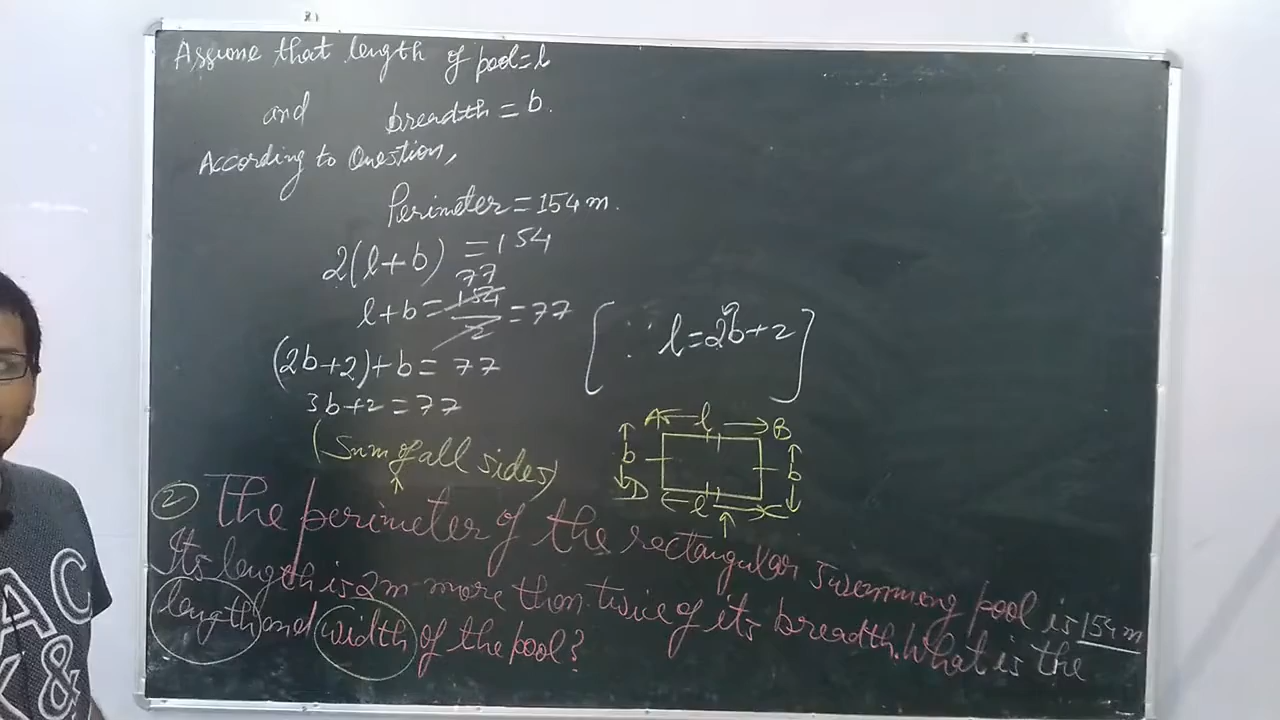 Assume that length of pool = l
and breadth = b.
According to Question,
Perimeter = 154 m.
2(l+b) = 154
77
l+b = 154/2 = 77
[∵ l = 2b+2]
(2b+2)+b = 77
3b+2 = 77
A l B
b b
D l C
(Sum of all sides)
2 The perimeter of the rectangular swimming pool is 154 m
Its length is 2m more than twice of its breadth. What is the
length and width of the pool?
A C
&